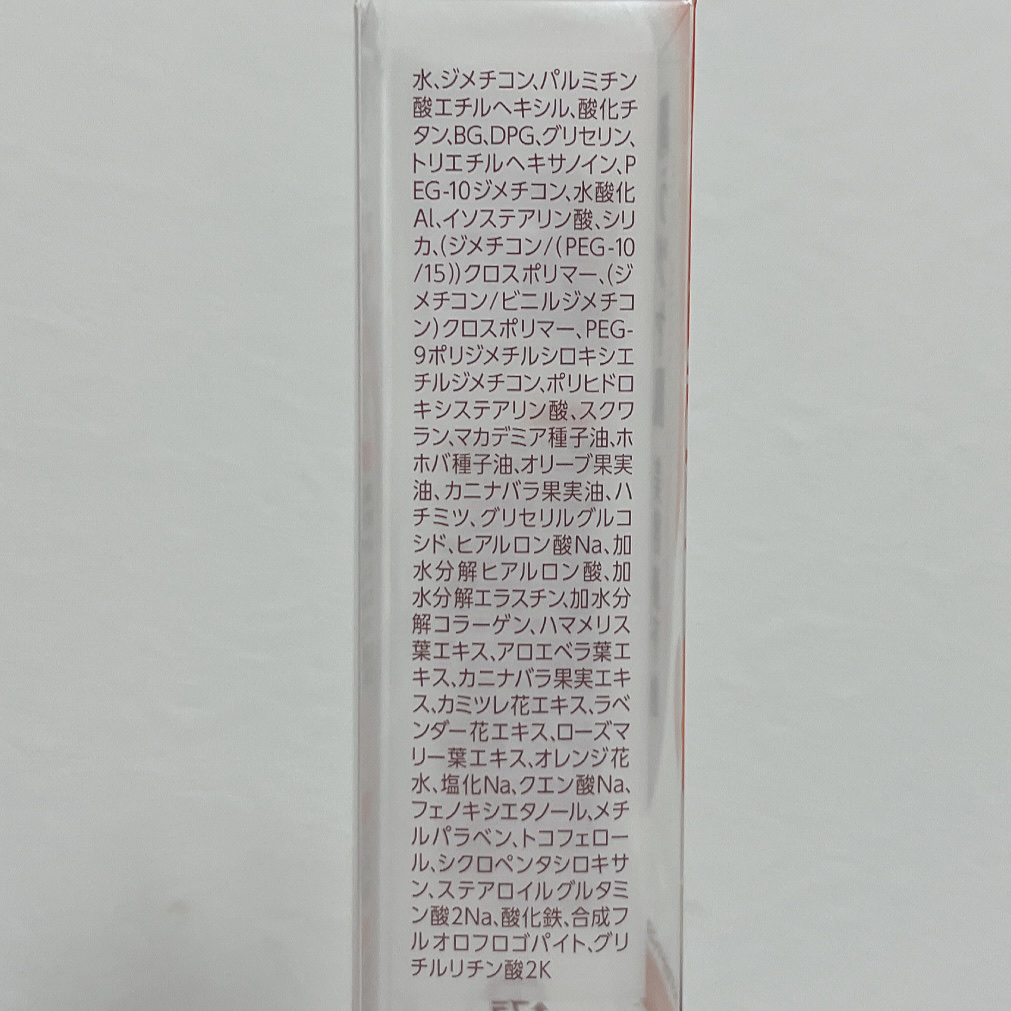 水、ジメチコン、パルミチン
酸エチルヘキシル、酸化チ
タン、BG、DPG、グリセリン、
トリエチルヘキサノイン、P
EG-10ジメチコン、水酸化
Al、イソステアリン酸、シリ
カ、(ジメチコン/(PEG-10
/15))クロスポリマー、(ジ
メチコン/ビニルジメチコ
ン)クロスポリマー、PEG-
9ポリジメチルシロキシエ
チルジメチコン、ポリヒドロ
キシステアリン酸、スクワ
ラン、マカデミア種子油、ホ
ホバ種子油、オリーブ果実
油、カニナバラ果実油、ハ
チミツ、グリセリルグルコ
シド、ヒアルロン酸Na、加
水分解ヒアルロン酸、加
水分解エラスチン、加水分
解コラーゲン、ハマメリス
葉エキス、アロエベラ葉エ
キス、カニナバラ果実エキ
ス、カミツレ花エキス、ラベ
ンダー花エキス、ローズマ
リー葉エキス、オレンジ花
水、塩化Na、クエン酸Na、
フェノキシエタノール、メチ
ルパラベン、トコフェロー
ル、シクロペンタシロキサ
ン、ステアロイルグルタミ
ン酸2Na、酸化鉄、合成フ
ルオロフロゴパイト、グリ
チルリチン酸2K